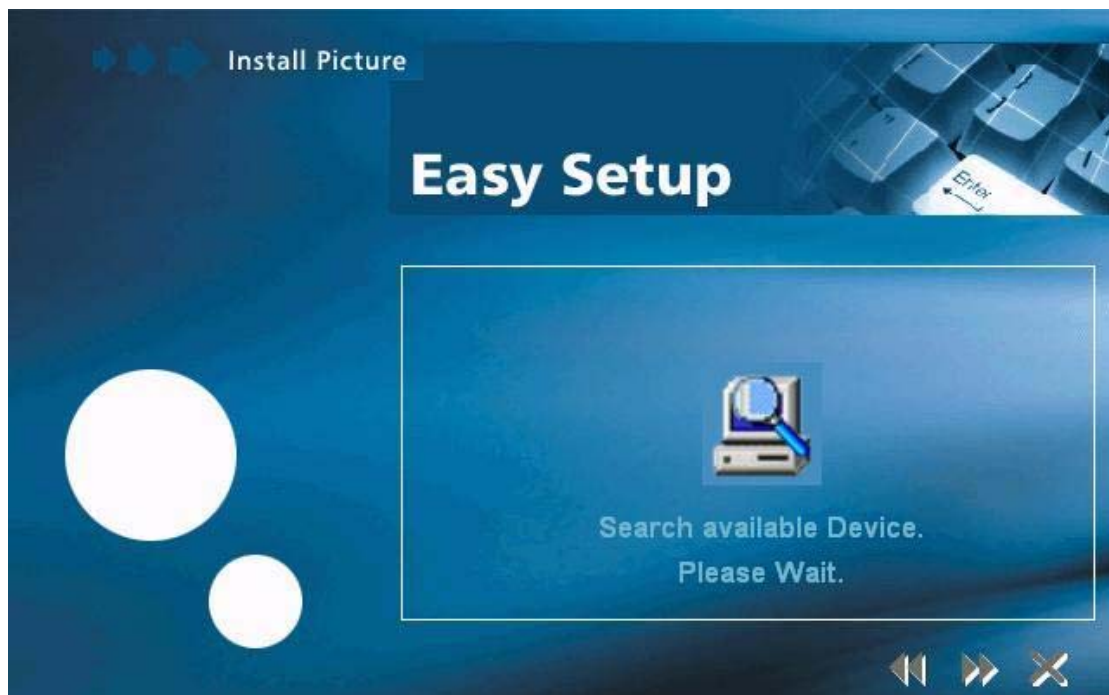 Install Picture
Easy Setup
Enter
Search available Device.
Please Wait.